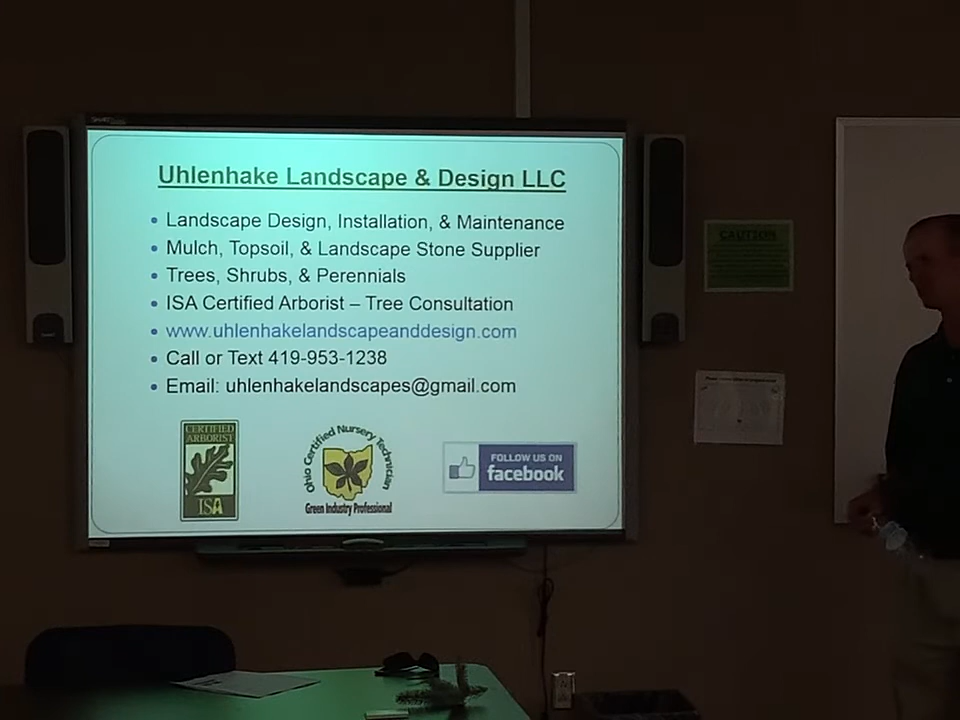 Uhlenhake Landscape & Design LLC
• Landscape Design, Installation, & Maintenance
• Mulch, Topsoil, & Landscape Stone Supplier
• Trees, Shrubs, & Perennials
• ISA Certified Arborist – Tree Consultation
• www.uhlenhakelandscapeanddesign.com
• Call or Text 419-953-1238
• Email: uhlenhakelandscapes@gmail.com
CERTIFIED
ARBORIST
ISA
Ohio Certified Nursery Technician
Green Industry Professional
FOLLOW US ON
facebook
CAUTION